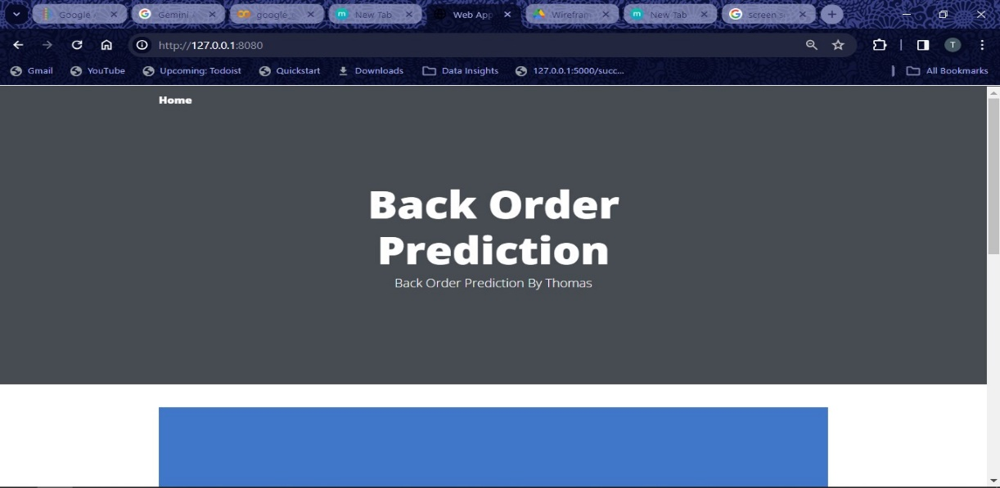 Google
Gemini
google
New Tab
Web App
Wirefram
New Tab
screen s
http://127.0.0.1:8080
Gmail
YouTube
Upcoming: Todoist
Quickstart
Downloads
Data Insights
127.0.0.1:5000/succ...
All Bookmarks
T
Home
Back Order
Prediction
Back Order Prediction By Thomas